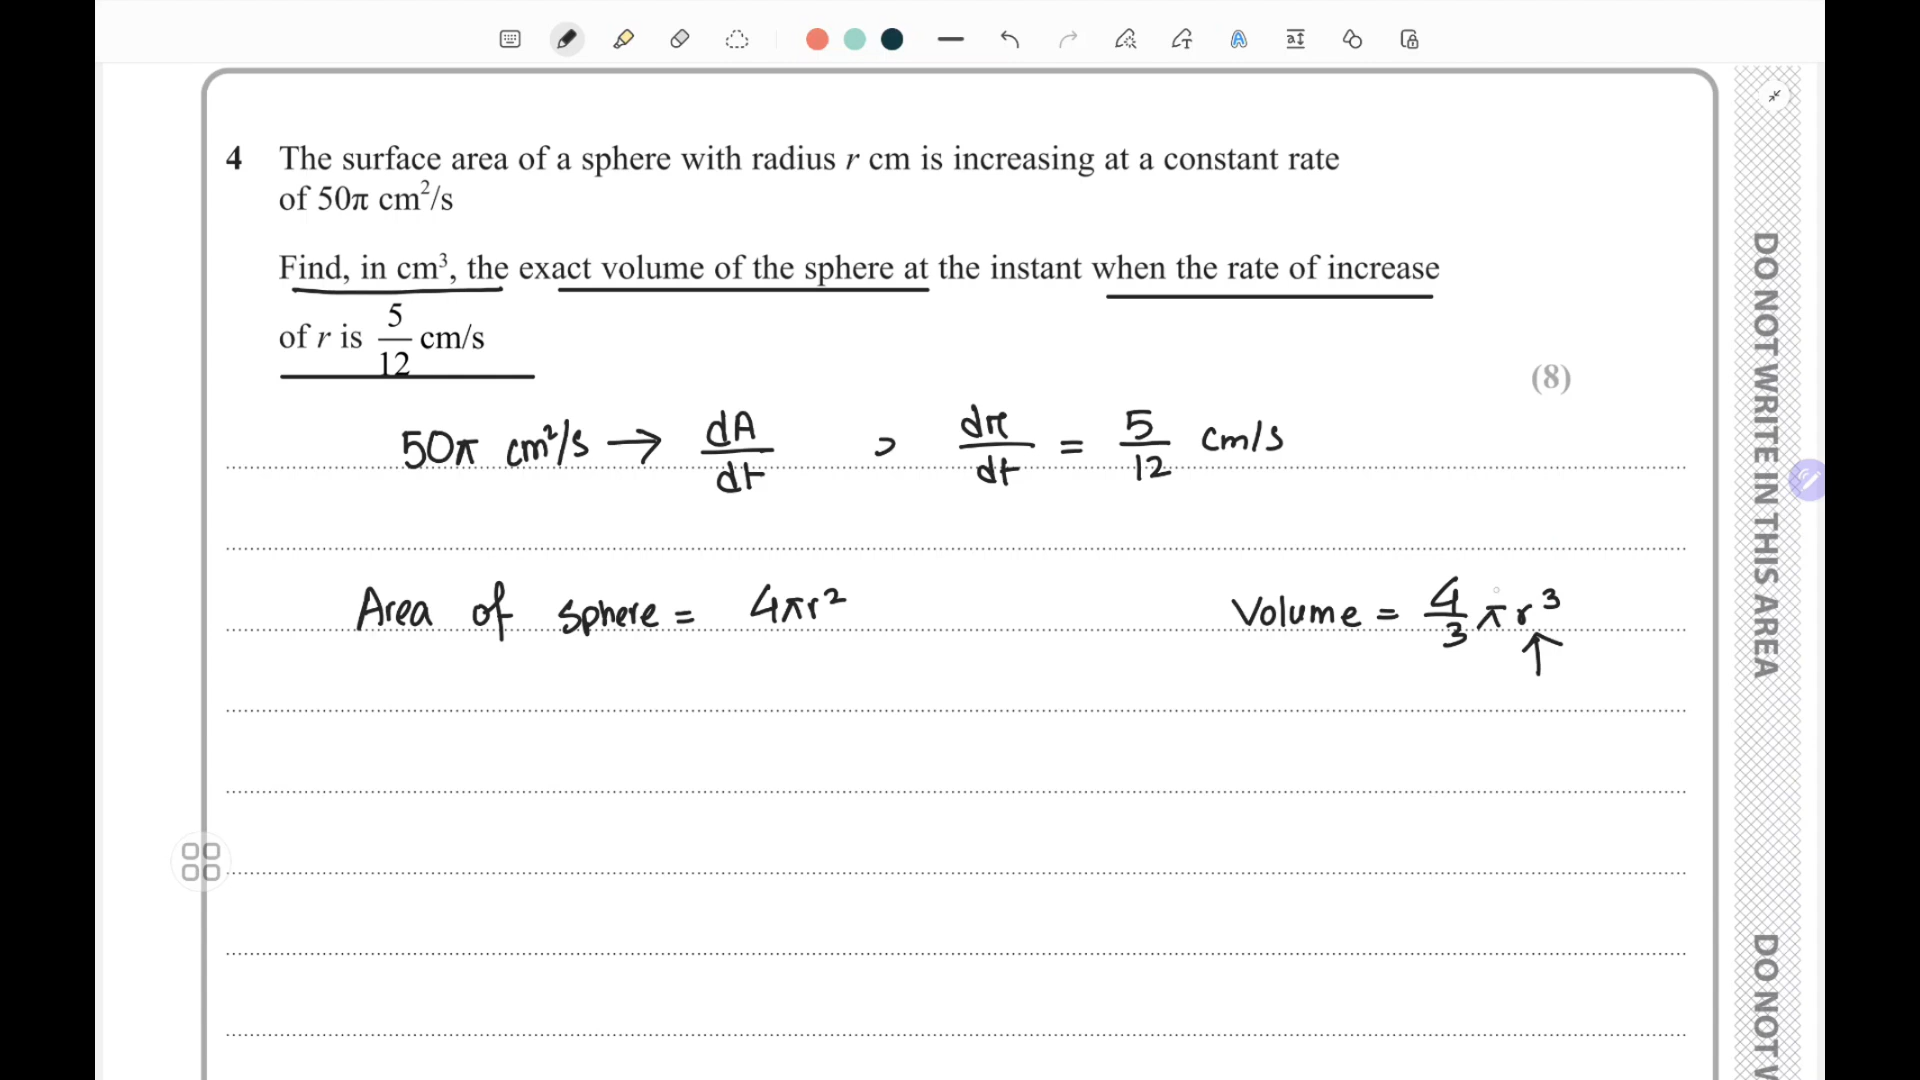 4 The surface area of a sphere with radius r cm is increasing at a constant rate
of 50π cm²/s
Find, in cm³, the exact volume of the sphere at the instant when the rate of increase
of r is 5/12 cm/s
(8)
50π cm²/s → dA/dt , dr/dt = 5/12 cm/s
Area of sphere = 4πr²
Volume = 4/3 πr³
↑
DO NOT WRITE IN THIS AREA
DO NOT W